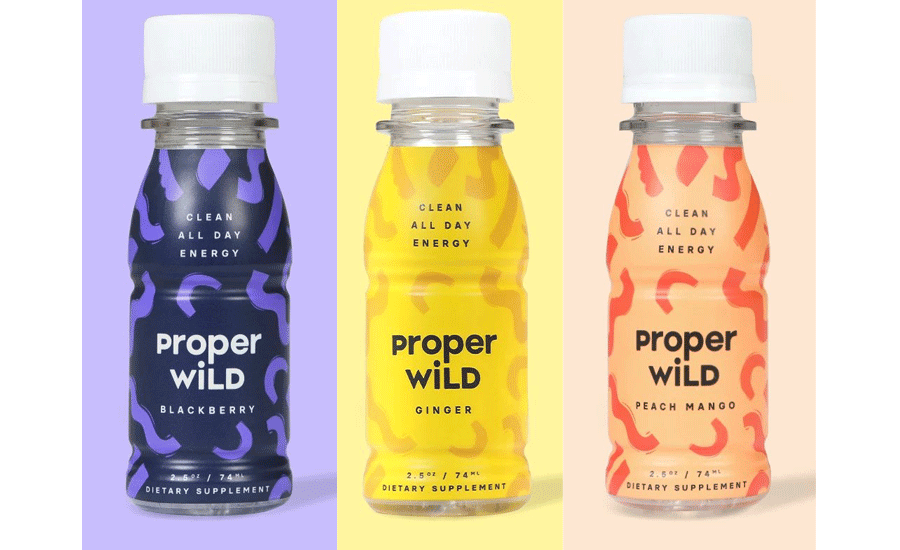 CLEAN
ALL DAY
ENERGY
proper
wiLD
BLACKBERRY
2.5OZ / 74ML
DIETARY SUPPLEMENT
CLEAN
ALL DAY
ENERGY
proper
wiLD
GINGER
2.5OZ / 74ML
DIETARY SUPPLEMENT
CLEAN
ALL DAY
ENERGY
proper
wiLD
PEACH MANGO
2.5OZ / 74ML
DIETARY SUPPLEMENT